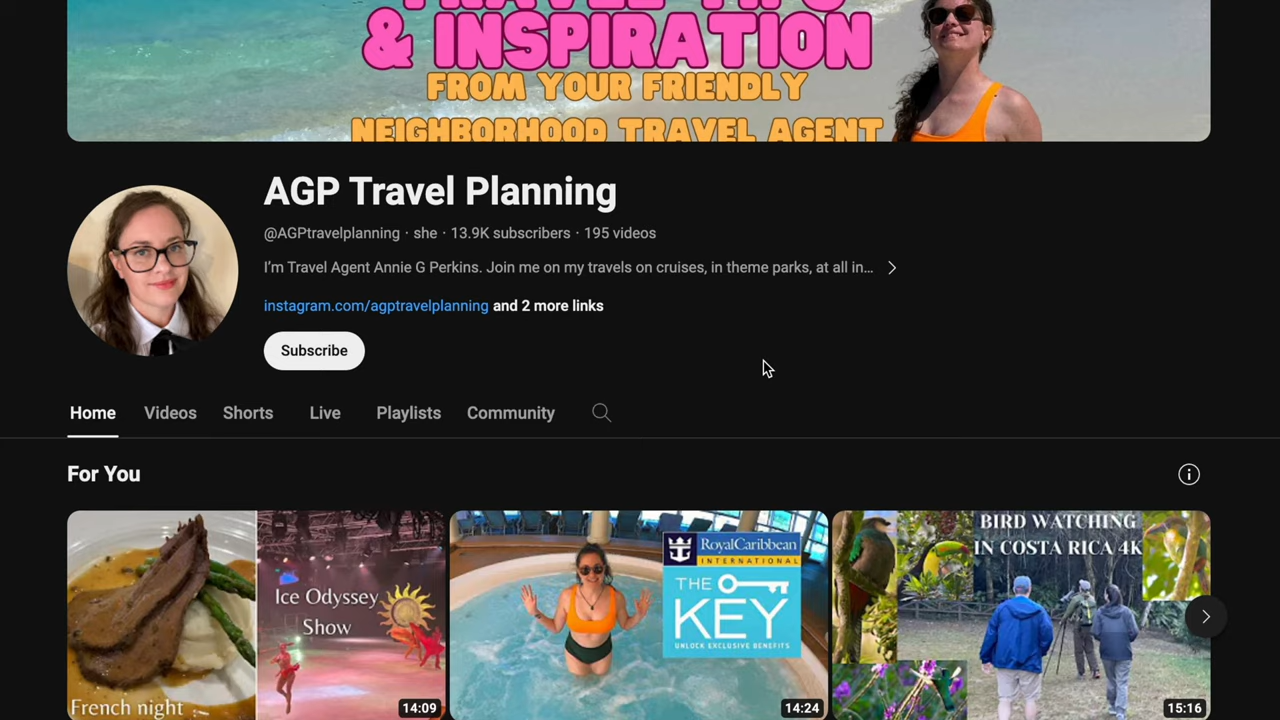 TRAVEL TIPS
& INSPIRATION
FROM YOUR FRIENDLY
NEIGHBORHOOD TRAVEL AGENT
AGP Travel Planning
@AGPtravelplanning · she · 13.9K subscribers · 195 videos
I'm Travel Agent Annie G Perkins. Join me on my travels on cruises, in theme parks, at all in...
instagram.com/agptravelplanning and 2 more links
Subscribe
Home Videos Shorts Live Playlists Community
For You
Ice Odyssey
Show
French night
14:09
RoyalCaribbean
INTERNATIONAL
THE
KEY
UNLOCK EXCLUSIVE BENEFITS
14:24
BIRD WATCHING
IN COSTA RICA 4K
15:16